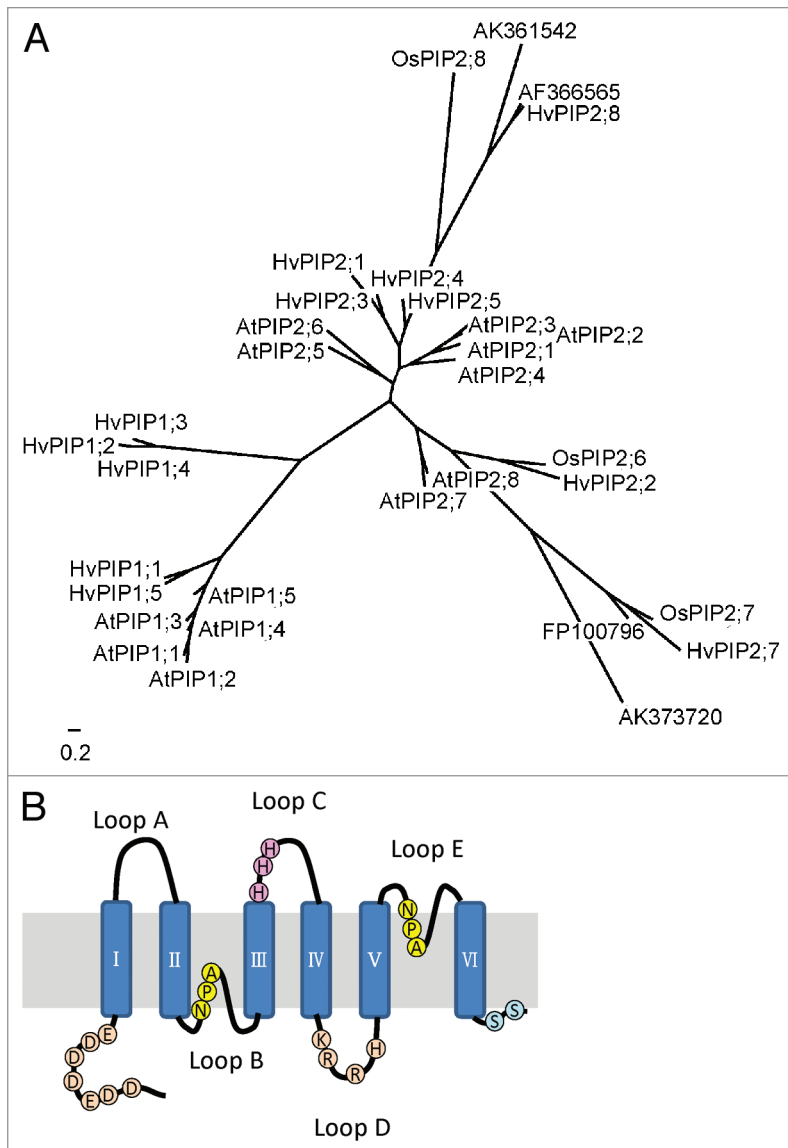 A
AK361542
OsPIP2;8
AF366565
HvPIP2;8
HvPIP2;1
HvPIP2;4
HvPIP2;3
HvPIP2;5
AtPIP2;6
AtPIP2;3
AtPIP2;2
AtPIP2;5
AtPIP2;1
AtPIP2;4
HvPIP1;3
HvPIP1;2
HvPIP1;4
OsPIP2;6
AtPIP2;8
HvPIP2;2
AtPIP2;7
HvPIP1;1
HvPIP1;5
AtPIP1;5
AtPIP1;3
AtPIP1;4
OsPIP2;7
FP100796
AtPIP1;1
HvPIP2;7
AtPIP1;2
AK373720
0.2
B
Loop C
Loop A
Loop E
H
H
H
N
P
A
I
II
III
IV
V
VI
A
P
N
S S
E
D
D
D
D
E
D
D
K
R
R
H
Loop B
Loop D